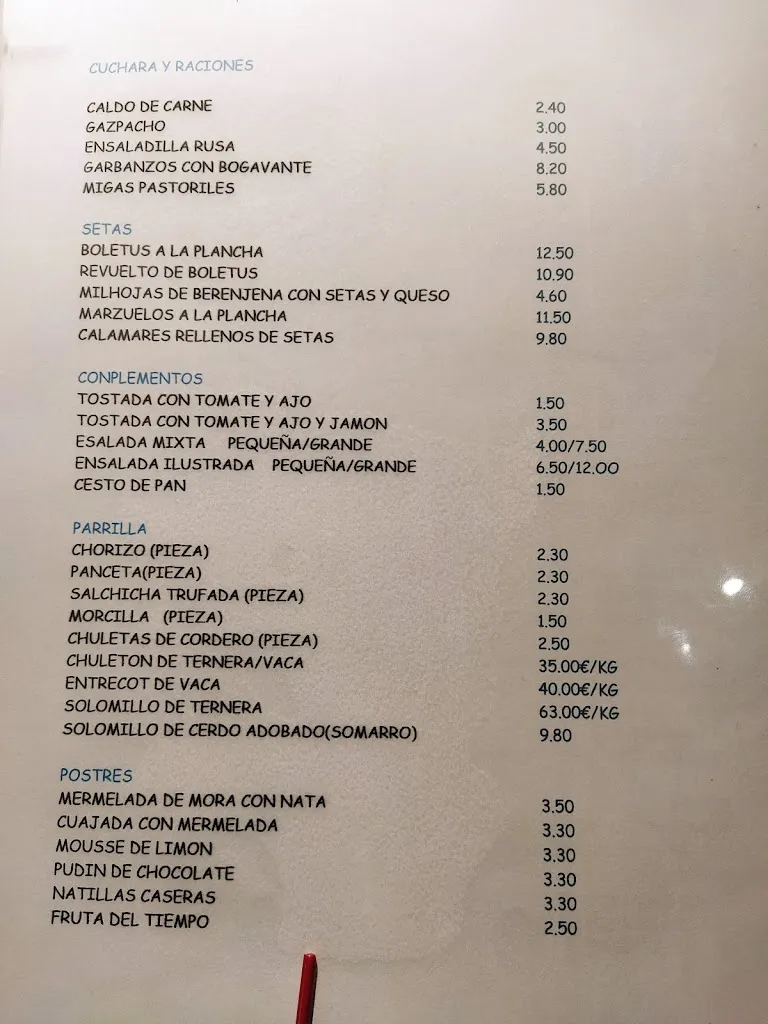 CUCHARA Y RACIONES
CALDO DE CARNE 2.40
GAZPACHO 3.00
ENSALADILLA RUSA 4.50
GARBANZOS CON BOGAVANTE 8.20
MIGAS PASTORILES 5.80
SETAS
BOLETUS A LA PLANCHA 12.50
REVUELTO DE BOLETUS 10.90
MILHOJAS DE BERENJENA CON SETAS Y QUESO 4.60
MARZUELOS A LA PLANCHA 11.50
CALAMARES RELLENOS DE SETAS 9.80
CONPLEMENTOS
TOSTADA CON TOMATE Y AJO 1.50
TOSTADA CON TOMATE Y AJO Y JAMON 3.50
ESALADA MIXTA PEQUEÑA/GRANDE 4.00/7.50
ENSALADA ILUSTRADA PEQUEÑA/GRANDE 6.50/12.OO
CESTO DE PAN 1.50
PARRILLA
CHORIZO (PIEZA) 2.30
PANCETA(PIEZA) 2.30
SALCHICHA TRUFADA (PIEZA) 2.30
MORCILLA (PIEZA) 1.50
CHULETAS DE CORDERO (PIEZA) 2.50
CHULETON DE TERNERA/VACA 35.00€/KG
ENTRECOT DE VACA 40.00€/KG
SOLOMILLO DE TERNERA 63.00€/KG
SOLOMILLO DE CERDO ADOBADO(SOMARRO) 9.80
POSTRES
MERMELADA DE MORA CON NATA 3.50
CUAJADA CON MERMELADA 3.30
MOUSSE DE LIMON 3.30
PUDIN DE CHOCOLATE 3.30
NATILLAS CASERAS 3.30
FRUTA DEL TIEMPO 2.50